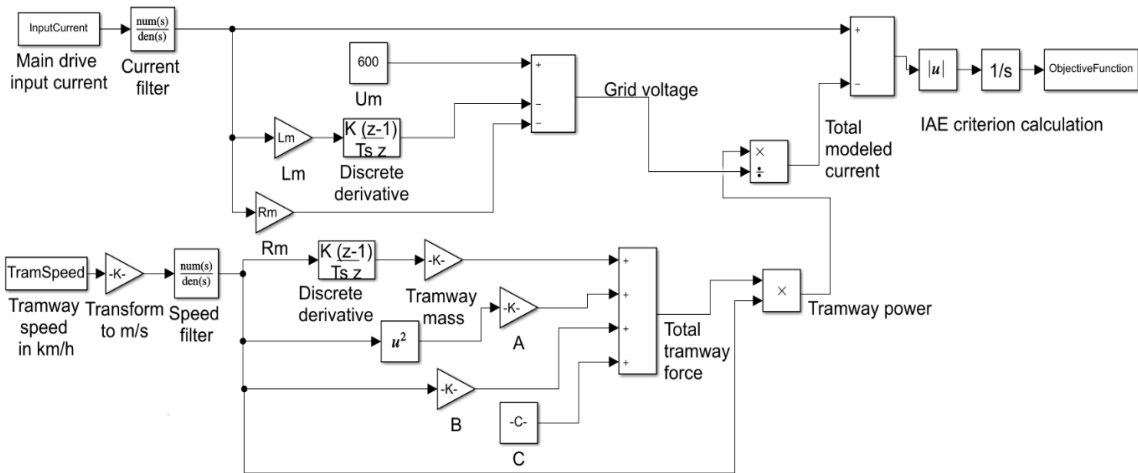 InputCurrent
num(s)
den(s)
Main drive
input current
Current
filter
600
Um
+
−
−
Grid voltage
+
−
|u|
1/s
ObjectiveFunction
IAE criterion calculation
Lm
Lm
K (z-1)
Ts z
Discrete
derivative
×
÷
Total
modeled
current
Rm
Rm
TramSpeed
Tramway
speed
in km/h
-K-
Transform
to m/s
num(s)
den(s)
Speed
filter
K (z-1)
Ts z
Discrete
derivative
-K-
Tramway
mass
u²
-K-
A
-K-
B
-C-
C
+
+
+
+
Total
tramway
force
×
Tramway power